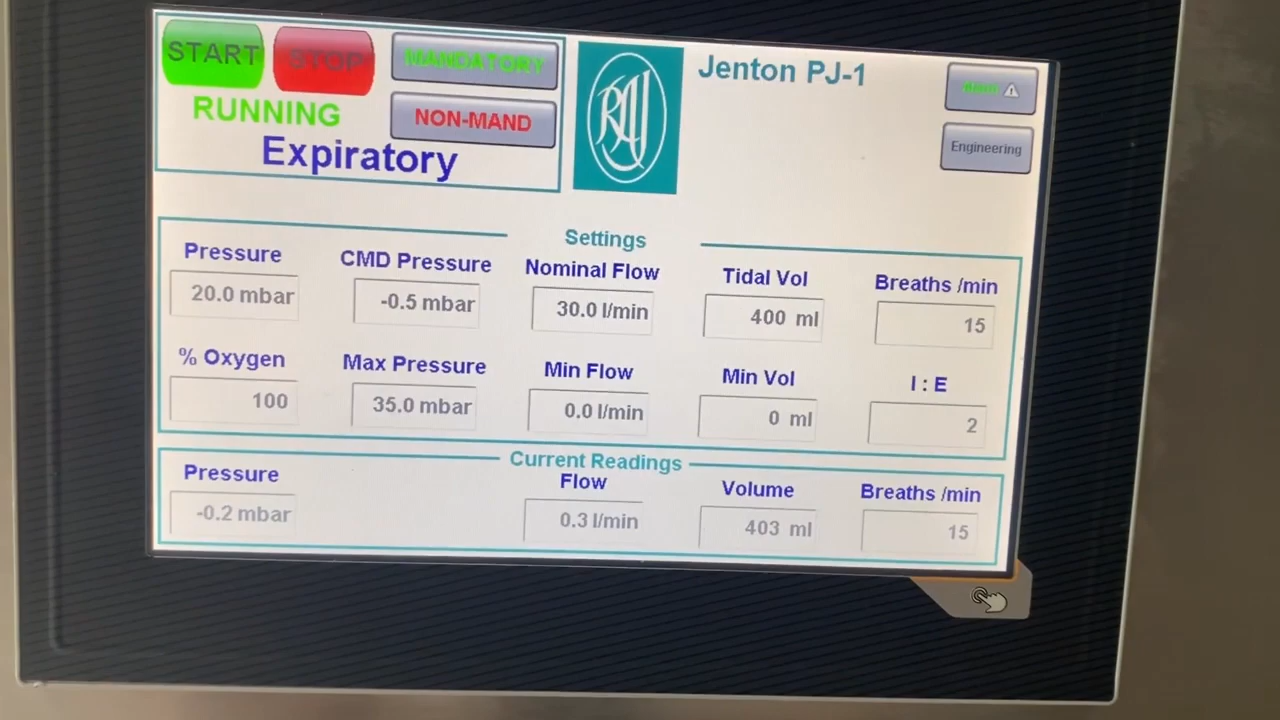 START STOP MANDATORY
RUNNING NON-MAND
Expiratory
Jenton PJ-1
Engineering
Settings
Pressure CMD Pressure Nominal Flow Tidal Vol Breaths /min
20.0 mbar -0.5 mbar 30.0 l/min 400 ml 15
% Oxygen Max Pressure Min Flow Min Vol I : E
100 35.0 mbar 0.0 l/min 0 ml 2
Current Readings
Pressure Flow Volume Breaths /min
-0.2 mbar 0.3 l/min 403 ml 15